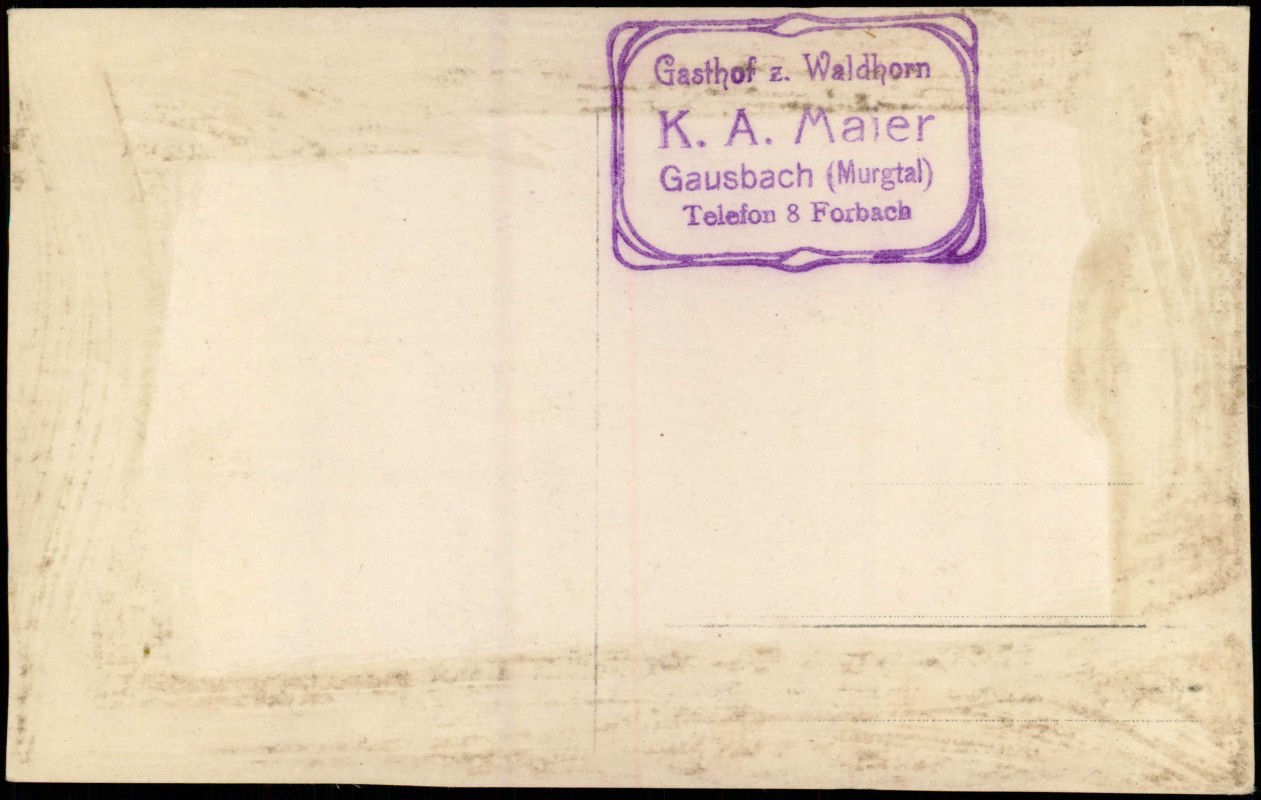 Gasthof z. Waldhorn
K. A. Maier
Gausbach (Murgtal)
Telefon 8 Forbach